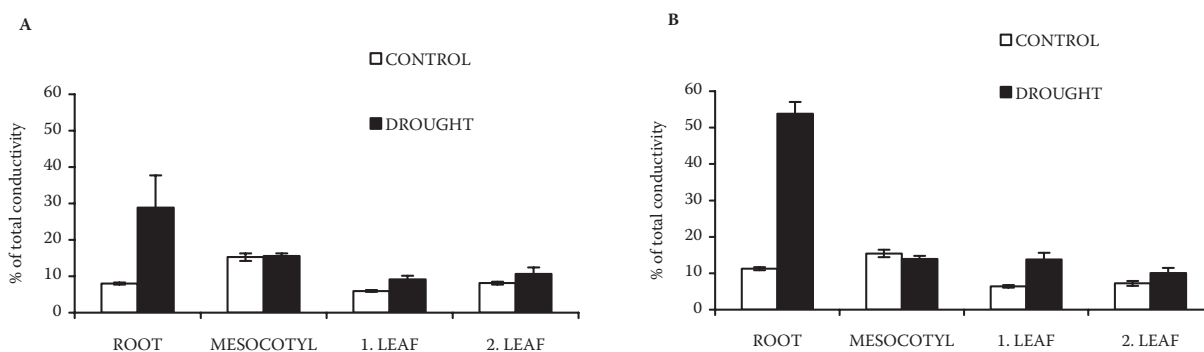 A
CONTROL
DROUGHT
% of total conductivity
60
50
40
30
20
10
0
ROOT MESOCOTYL 1. LEAF 2. LEAF
B
CONTROL
DROUGHT
% of total conductivity
60
50
40
30
20
10
0
ROOT MESOCOTYL 1. LEAF 2. LEAF